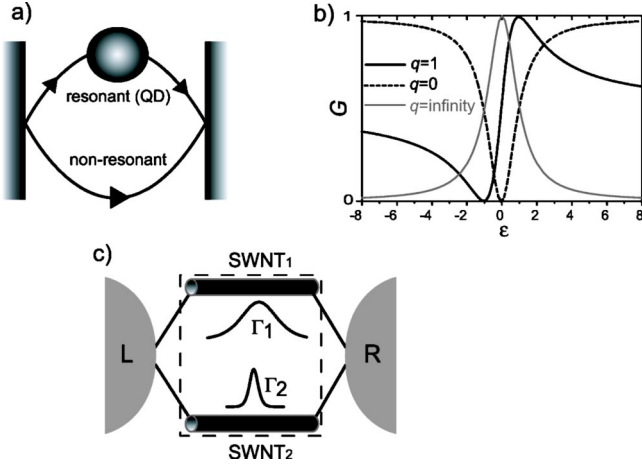 a)
resonant (QD)
non-resonant
b)
1
G
0
q=1
q=0
q=infinity
-8 -6 -4 -2 0 2 4 6 8
ε
c)
SWNT1
L
Γ1
R
Γ2
SWNT2